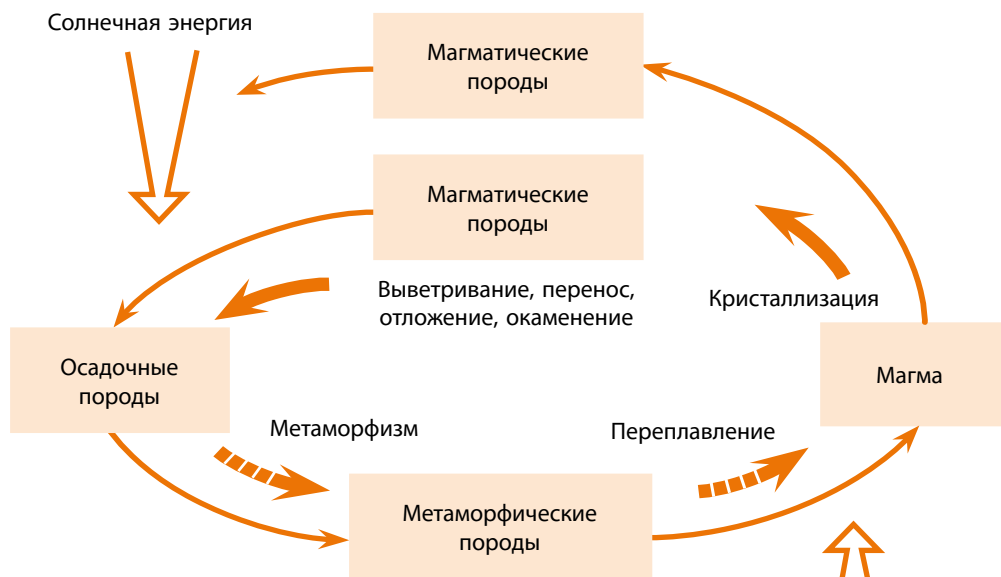 Солнечная энергия
Магматические
породы
Магматические
породы
Выветривание, перенос,
отложение, окаменение
Кристаллизация
Осадочные
породы
Магма
Метаморфизм
Переплавление
Метаморфические
породы